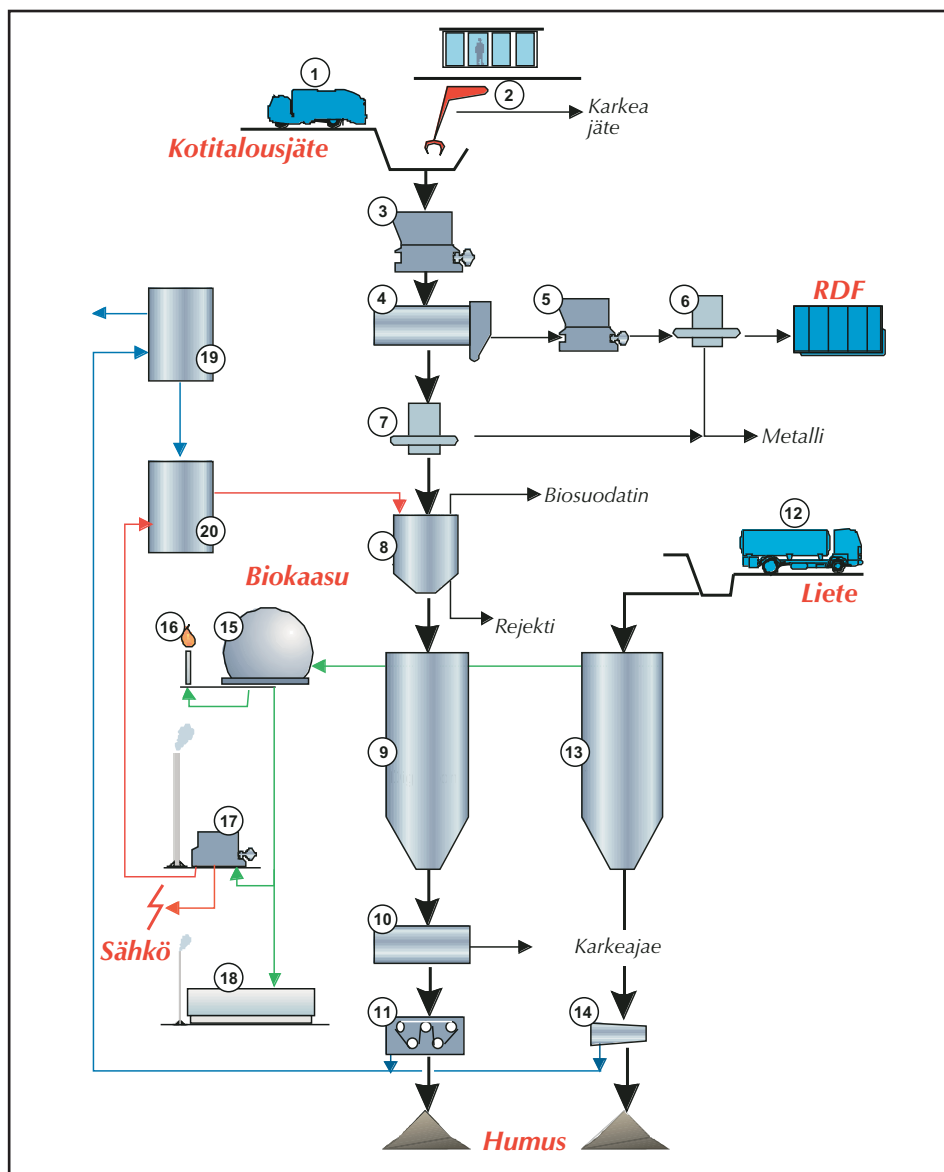 1
2
Karkea
jäte
Kotitalousjäte
3
4
5
6
RDF
19
7
Metalli
20
8
Biosuodatin
12
Biokaasu
Liete
Rejekti
16
15
9
13
17
10
Sähkö
Karkeajae
18
11
14
Humus